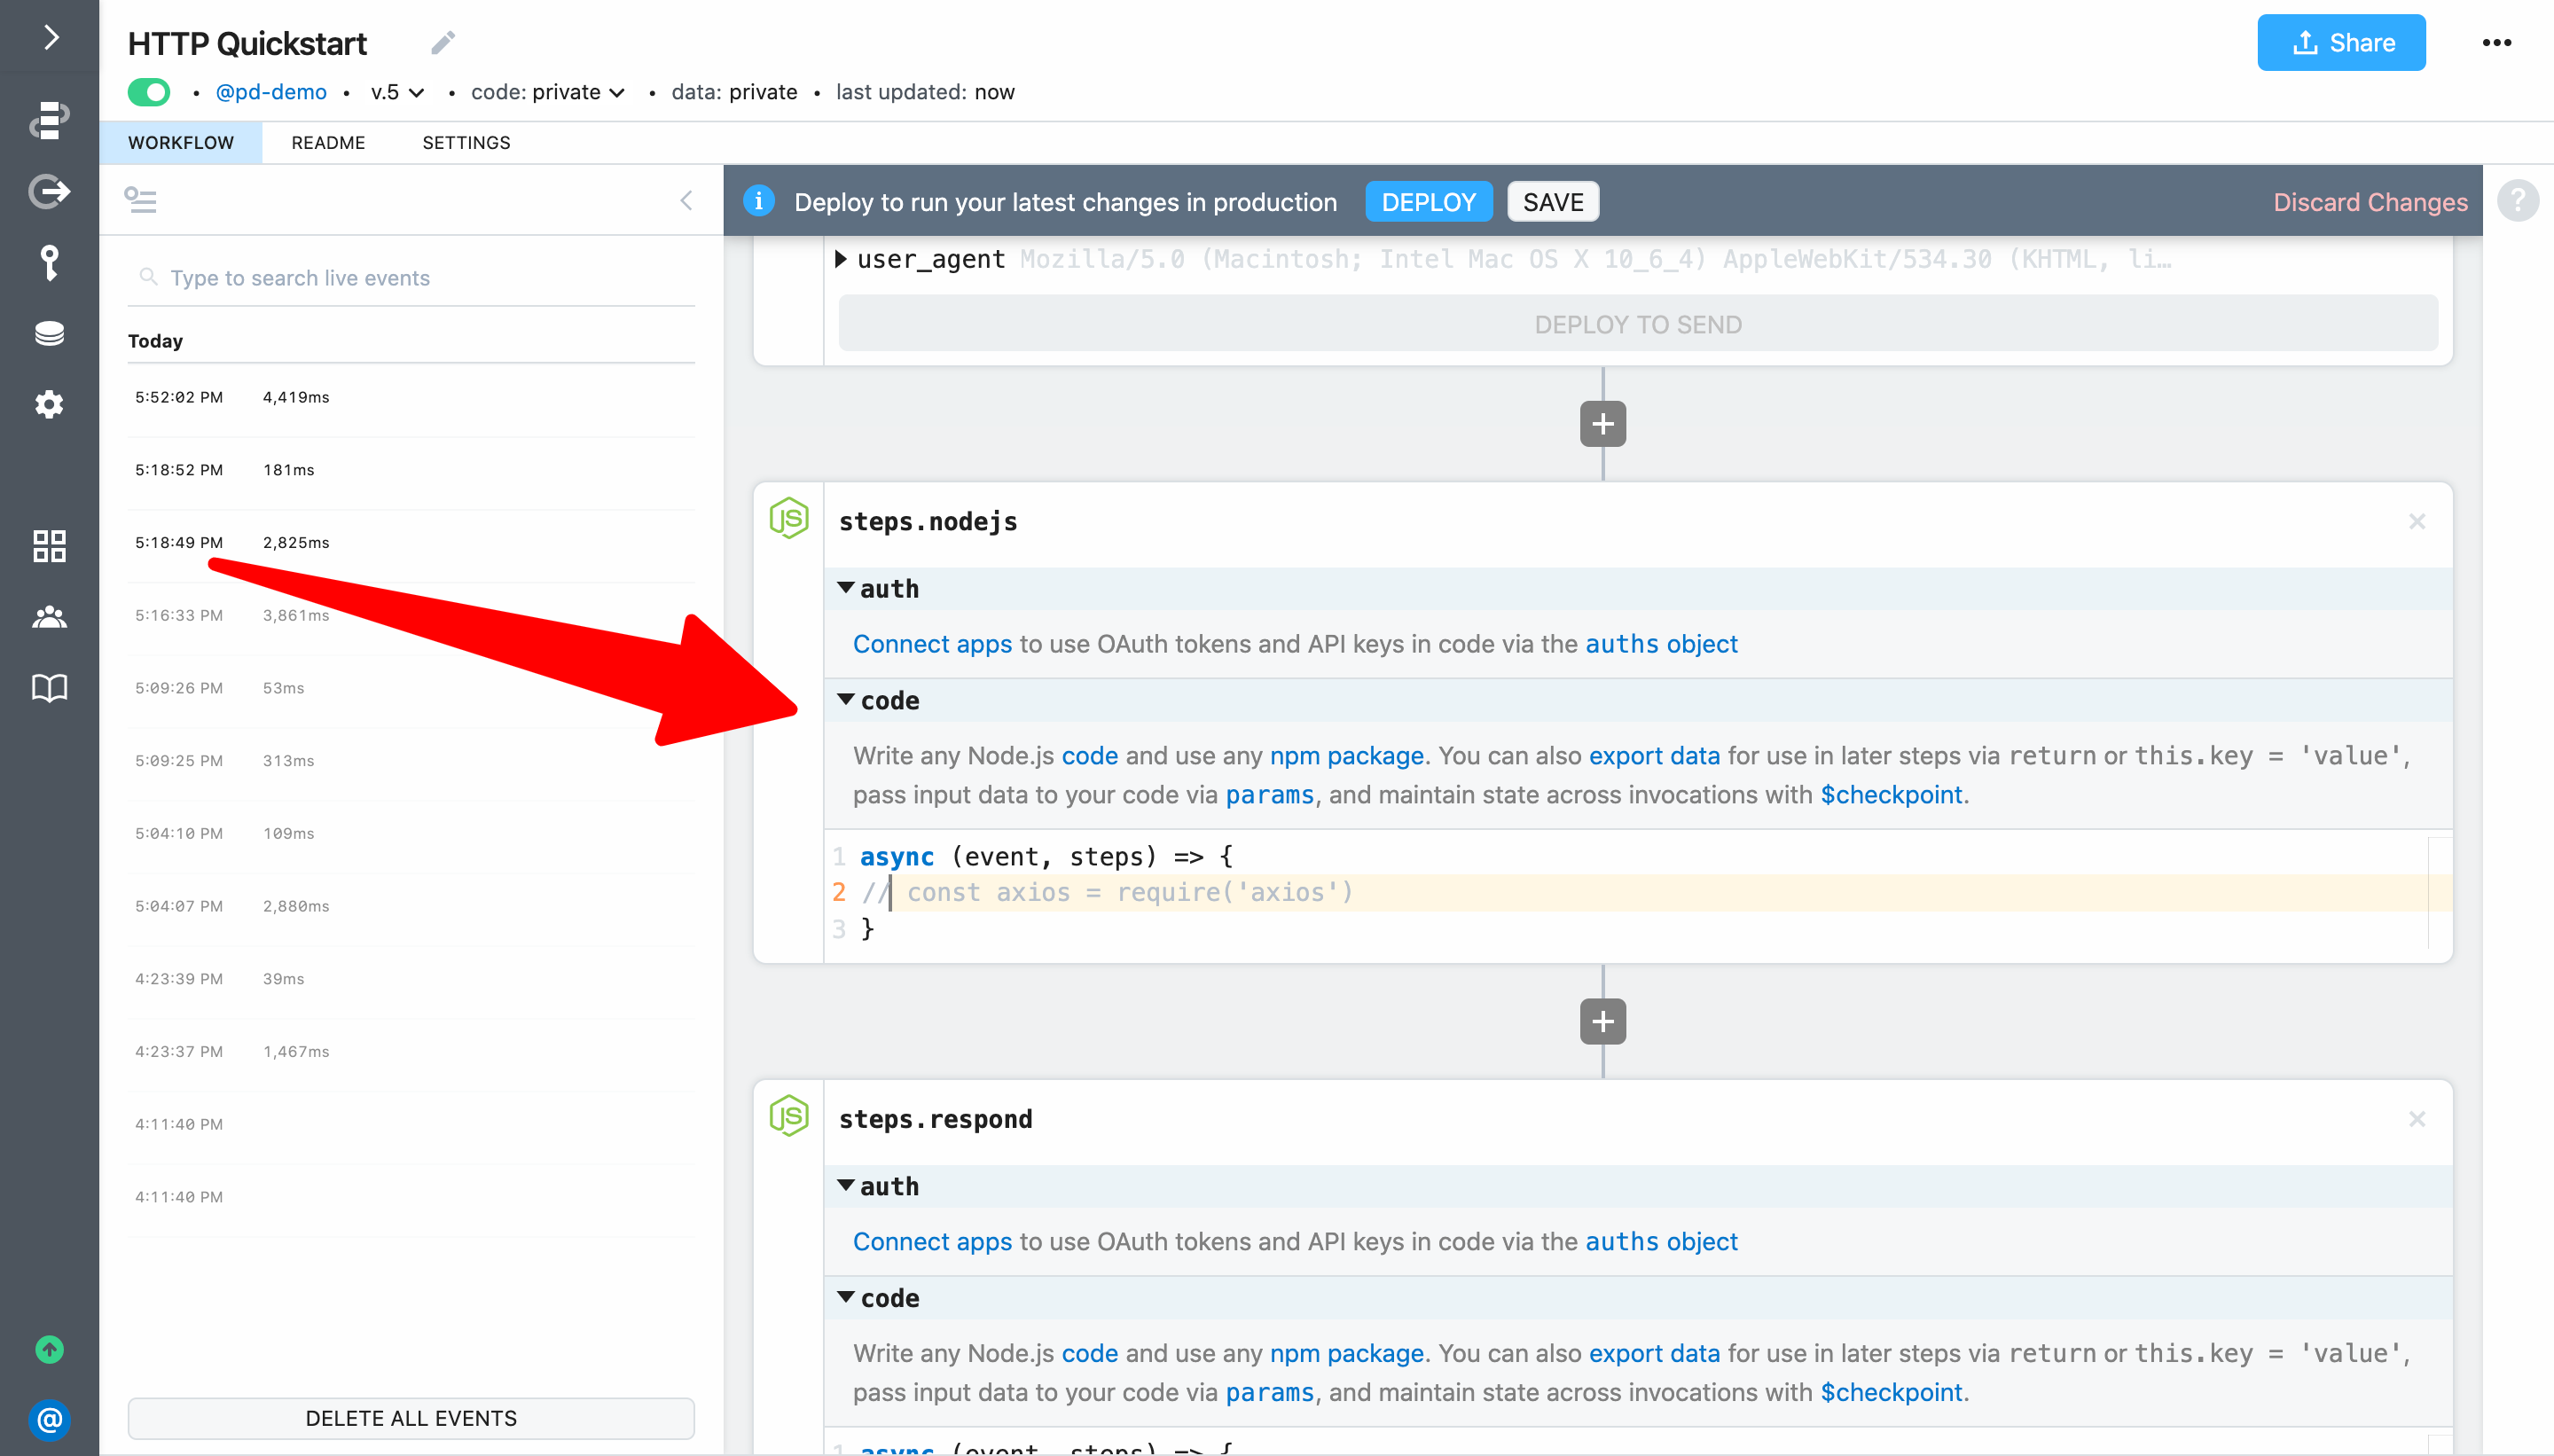 HTTP Quickstart
Share
• @pd-demo • v.5 • code: private • data: private • last updated: now
WORKFLOW README SETTINGS
Deploy to run your latest changes in production DEPLOY SAVE Discard Changes
?
Type to search live events
Today
5:52:02 PM 4,419ms
5:18:52 PM 181ms
5:18:49 PM 2,825ms
5:16:33 PM 3,861ms
5:09:26 PM 53ms
5:09:25 PM 313ms
5:04:10 PM 109ms
5:04:07 PM 2,880ms
4:23:39 PM 39ms
4:23:37 PM 1,467ms
4:11:40 PM
4:11:40 PM
DELETE ALL EVENTS
@
user_agent Mozilla/5.0 (Macintosh; Intel Mac OS X 10_6_4) AppleWebKit/534.30 (KHTML, li…
DEPLOY TO SEND
+
JS
steps.nodejs
auth
Connect apps to use OAuth tokens and API keys in code via the auths object
code
Write any Node.js code and use any npm package. You can also export data for use in later steps via return or this.key = 'value',
pass input data to your code via params, and maintain state across invocations with $checkpoint.
1 async (event, steps) => {
2 // const axios = require('axios')
3 }
+
JS
steps.respond
auth
Connect apps to use OAuth tokens and API keys in code via the auths object
code
Write any Node.js code and use any npm package. You can also export data for use in later steps via return or this.key = 'value',
pass input data to your code via params, and maintain state across invocations with $checkpoint.
1 async (event, steps) => {